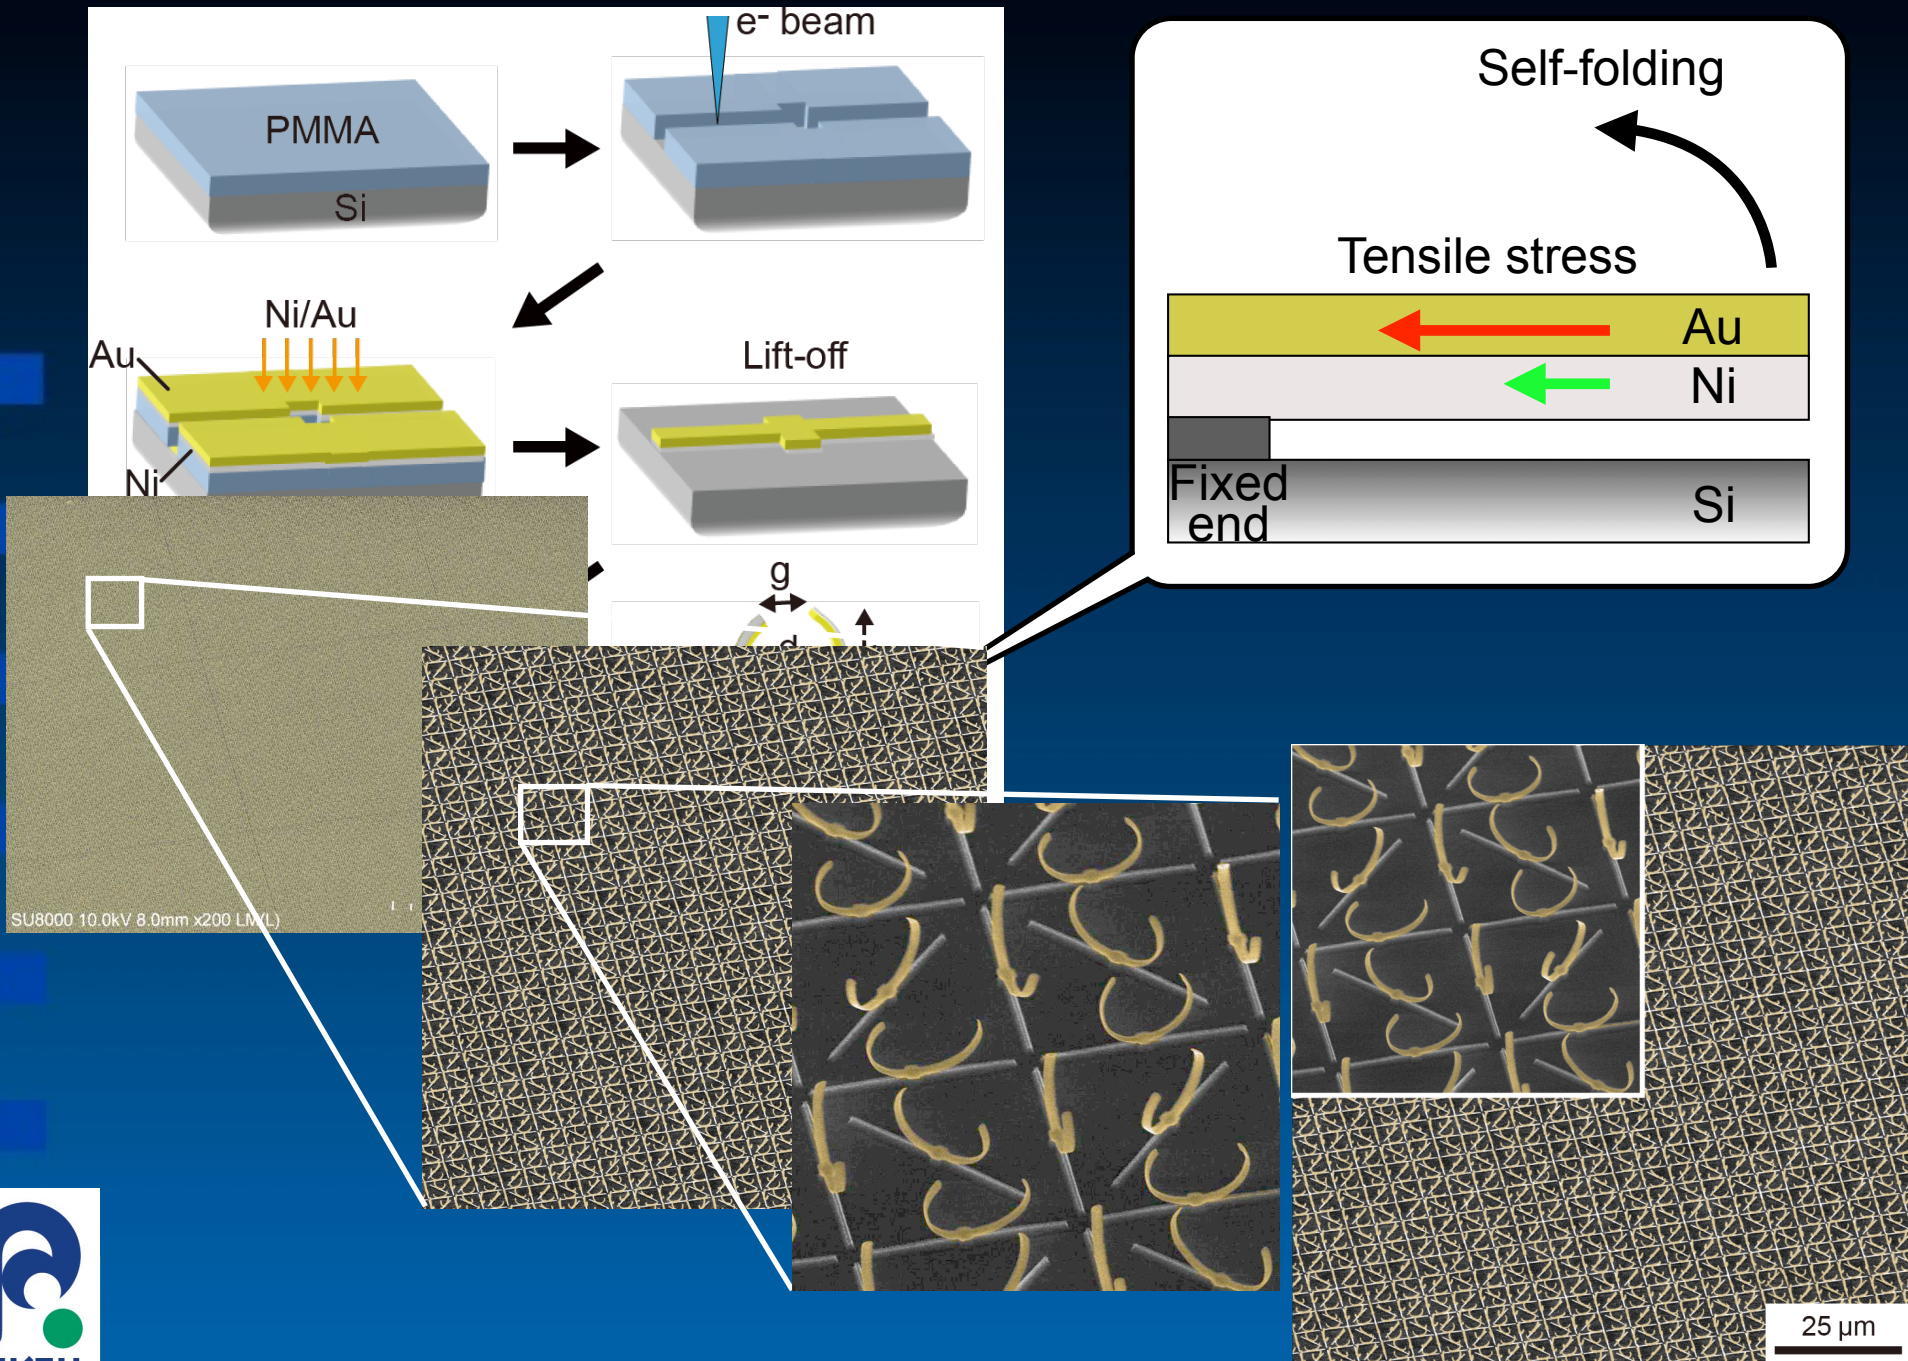 e- beam
PMMA
Si
Ni/Au
Au
Ni
Lift-off
g
Self-folding
Tensile stress
Au
Ni
Fixed
end
Si
SU8000 10.0kV 8.0mm x200 LM(L)
25 µm